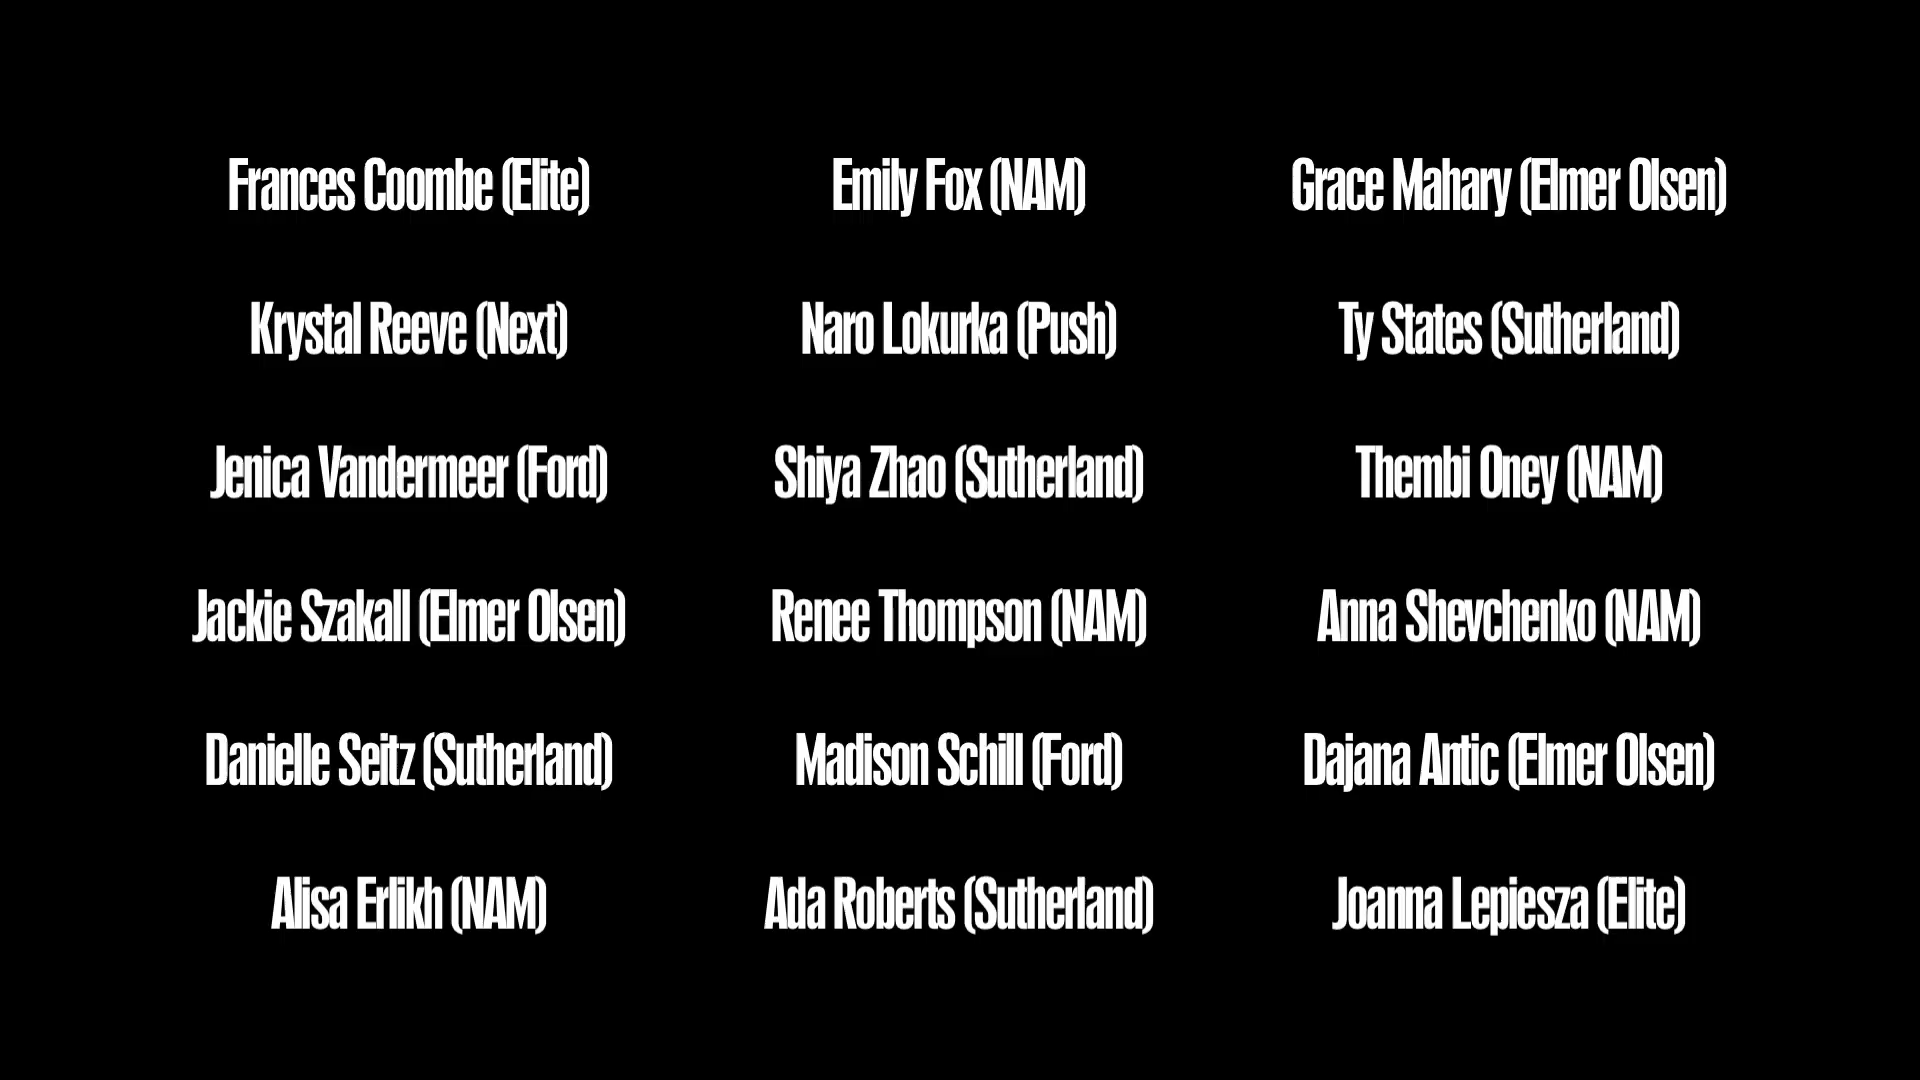 Frances Coombe (Elite)
Emily Fox (NAM)
Grace Mahary (Elmer Olsen)
Krystal Reeve (Next)
Naro Lokurka (Push)
Ty States (Sutherland)
Jenica Vandermeer (Ford)
Shiya Zhao (Sutherland)
Thembi Oney (NAM)
Jackie Szakall (Elmer Olsen)
Renee Thompson (NAM)
Anna Shevchenko (NAM)
Danielle Seitz (Sutherland)
Madison Schill (Ford)
Dajana Antic (Elmer Olsen)
Alisa Erlikh (NAM)
Ada Roberts (Sutherland)
Joanna Lepiesza (Elite)